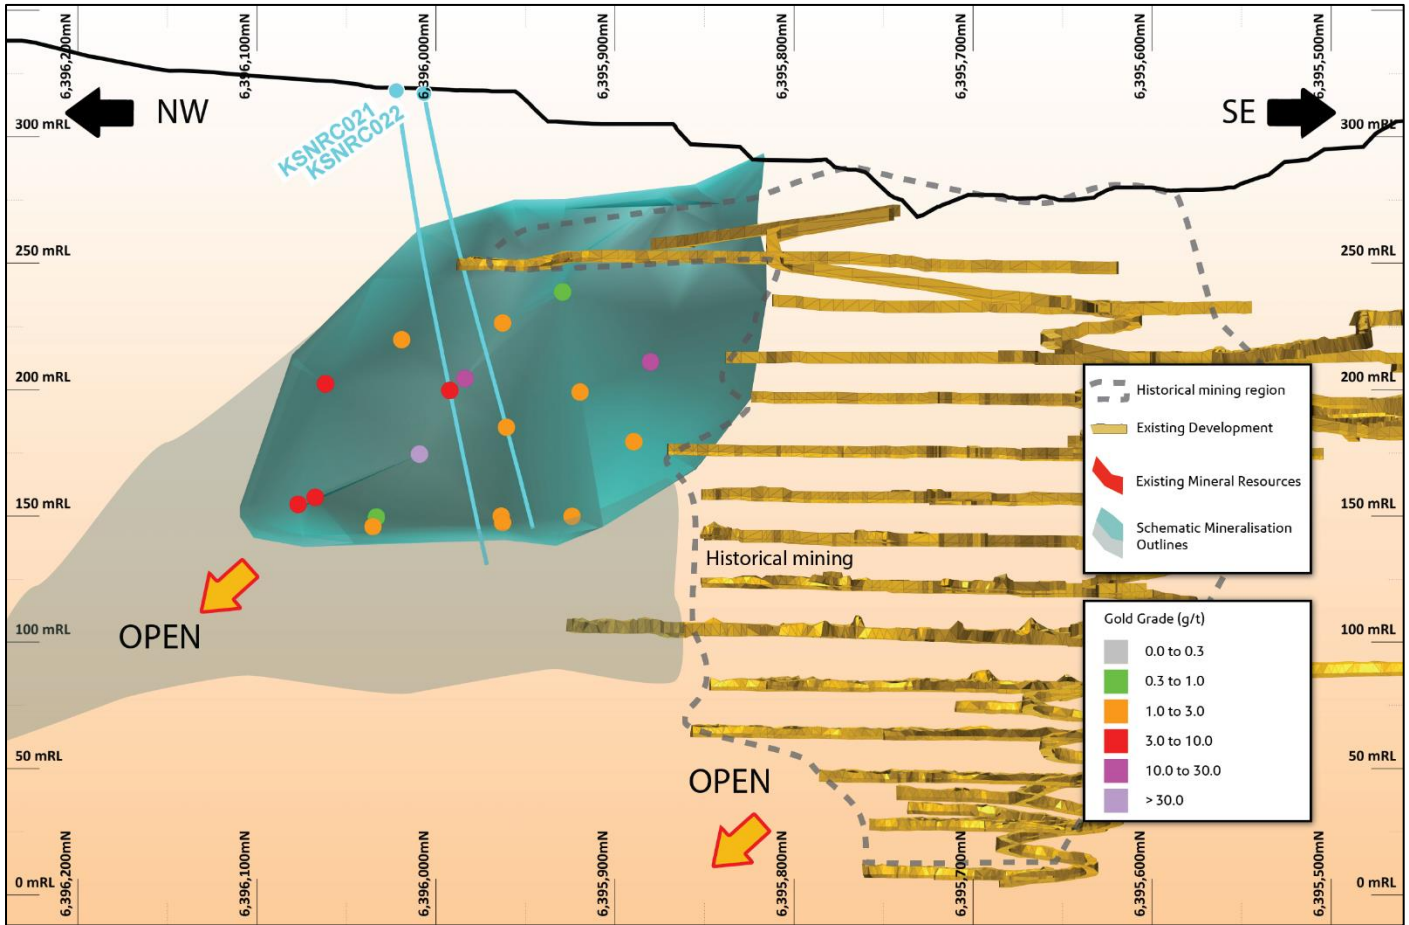 6,396,200mN
6,396,100mN
6,396,000mN
6,395,900mN
6,395,800mN
6,395,700mN
6,395,600mN
6,395,500mN
NW
SE
300 mRL
300 mRL
KSNRC021
KSNRC022
250 mRL
250 mRL
200 mRL
200 mRL
150 mRL
150 mRL
100 mRL
100 mRL
50 mRL
50 mRL
0 mRL
0 mRL
Historical mining
OPEN
OPEN
Historical mining region
Existing Development
Existing Mineral Resources
Schematic Mineralisation
Outlines
Gold Grade (g/t)
0.0 to 0.3
0.3 to 1.0
1.0 to 3.0
3.0 to 10.0
10.0 to 30.0
> 30.0
6,396,200mN
6,396,100mN
6,396,000mN
6,395,900mN
6,395,800mN
6,395,700mN
6,395,600mN
6,395,500mN